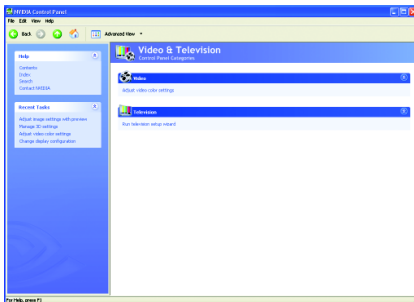 NVIDIA Control Panel
File Edit View Help
Back
Advanced View
Help
Contents
Index
Search
Contact NVIDIA
Recent Tasks
Adjust image settings with preview
Manage 3D settings
Adjust video color settings
Change display configuration
Video & Television
Control Panel Categories
Video
Adjust video color settings
Television
Run television setup wizard
For Help, press F1